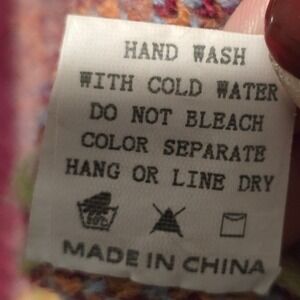 HAND WASH
WITH COLD WATER
DO NOT BLEACH
COLOR SEPARATE
HANG OR LINE DRY
MADE IN CHINA